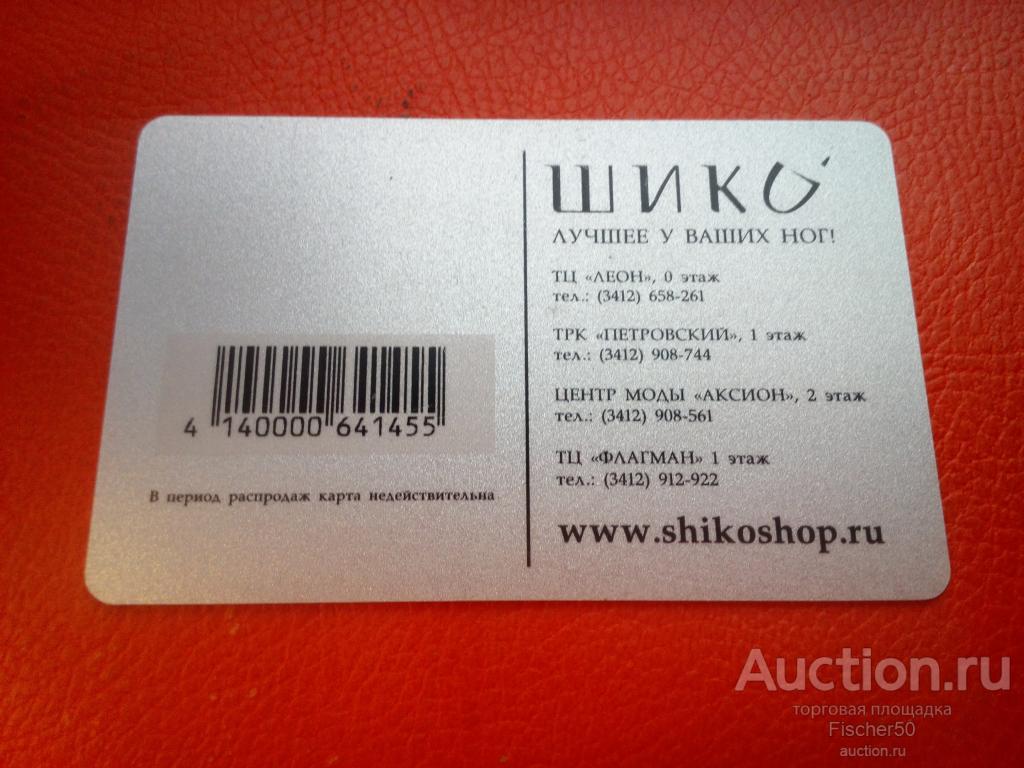 4 140000 641455
В период распродаж карта недействительна
ШИКО
ЛУЧШЕЕ У ВАШИХ НОГ!
ТЦ «ЛЕОН», 0 этаж
тел.: (3412) 658-261
ТРК «ПЕТРОВСКИЙ», 1 этаж
тел.: (3412) 908-744
ЦЕНТР МОДЫ «АКСИОН», 2 этаж
тел.: (3412) 908-561
ТЦ «ФЛАГМАН» 1 этаж
тел.: (3412) 912-922
www.shikoshop.ru
Auction.ru
торговая площадка
Fischer50
auction.ru